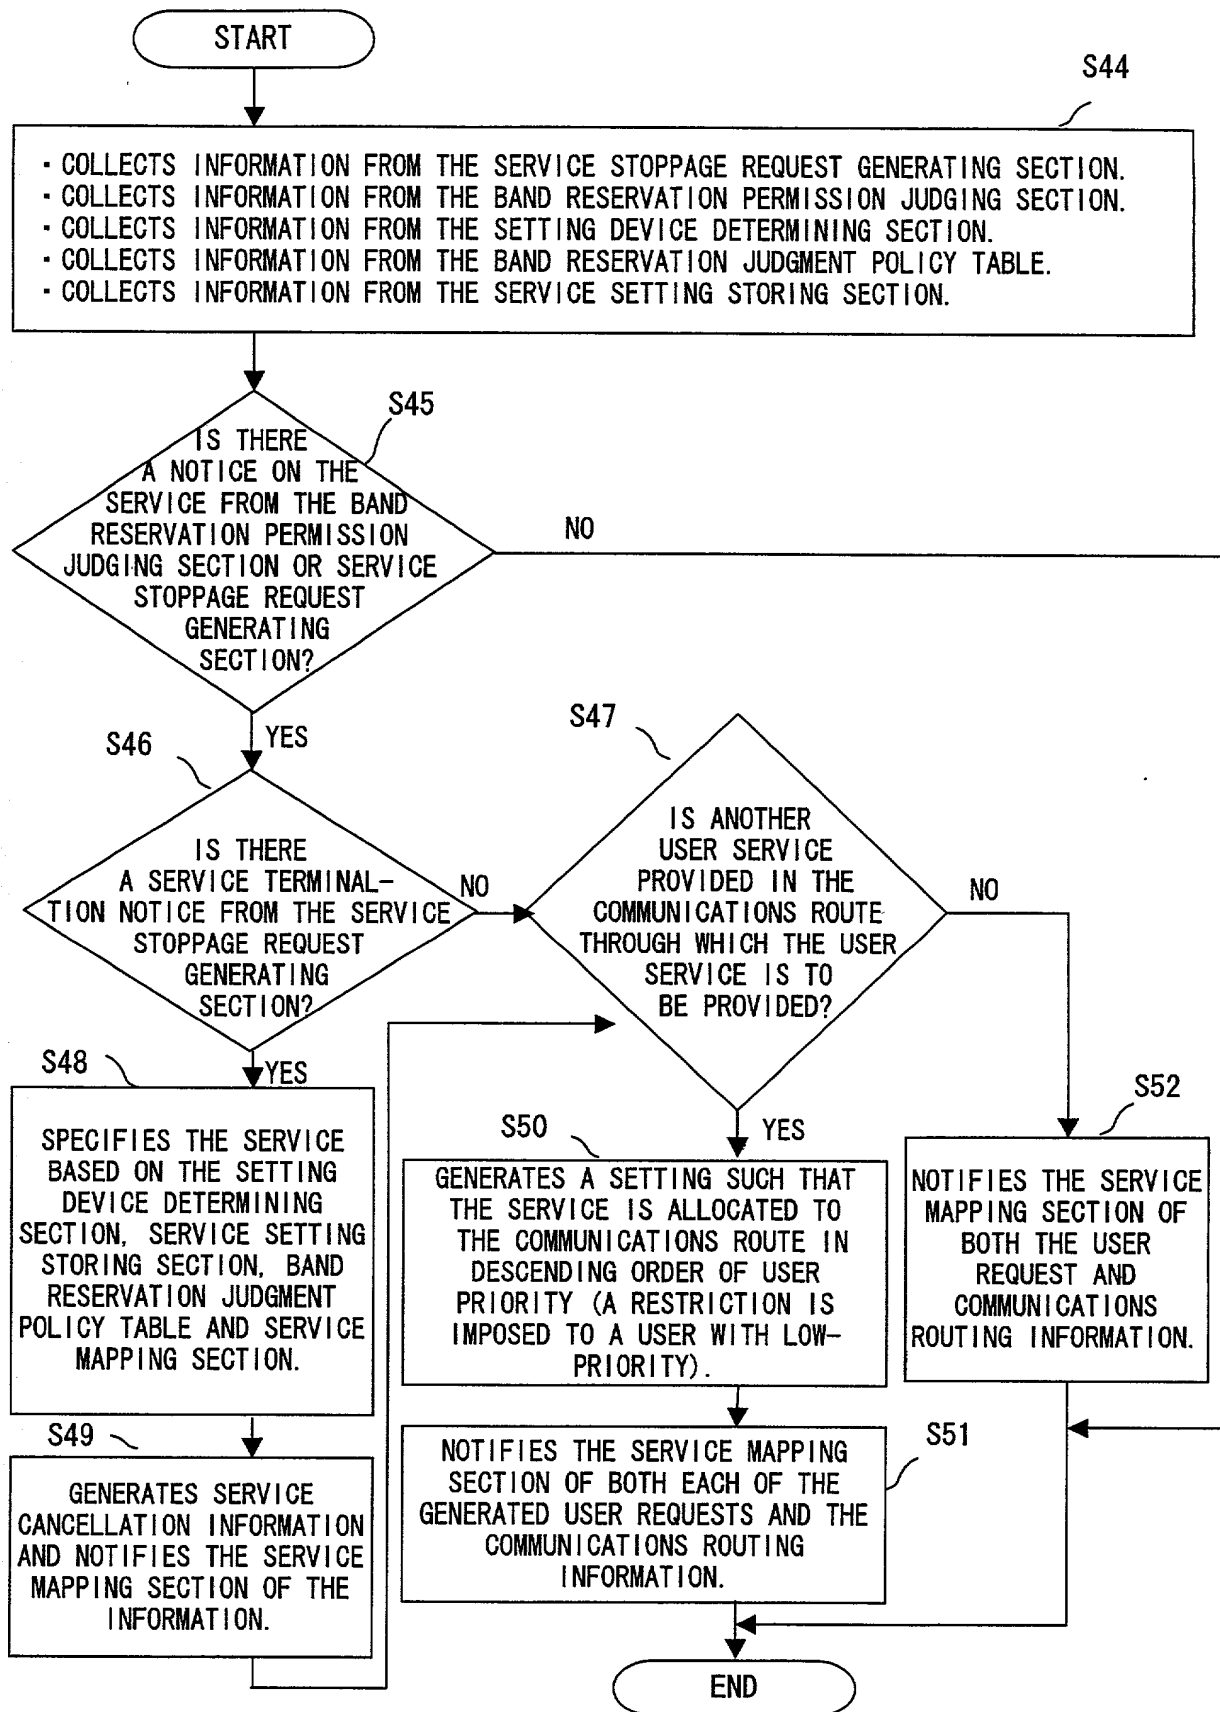 START
S44
· COLLECTS INFORMATION FROM THE SERVICE STOPPAGE REQUEST GENERATING SECTION.
· COLLECTS INFORMATION FROM THE BAND RESERVATION PERMISSION JUDGING SECTION.
· COLLECTS INFORMATION FROM THE SETTING DEVICE DETERMINING SECTION.
· COLLECTS INFORMATION FROM THE BAND RESERVATION JUDGMENT POLICY TABLE.
· COLLECTS INFORMATION FROM THE SERVICE SETTING STORING SECTION.
S45
IS THERE
A NOTICE ON THE
SERVICE FROM THE BAND
RESERVATION PERMISSION
JUDGING SECTION OR SERVICE
STOPPAGE REQUEST
GENERATING
SECTION?
NO
YES
S46
IS THERE
A SERVICE TERMINAL-
TION NOTICE FROM THE SERVICE
STOPPAGE REQUEST
GENERATING
SECTION?
NO
YES
S47
IS ANOTHER
USER SERVICE
PROVIDED IN THE
COMMUNICATIONS ROUTE
THROUGH WHICH THE USER
SERVICE IS TO
BE PROVIDED?
NO
YES
S48
SPECIFIES THE SERVICE
BASED ON THE SETTING
DEVICE DETERMINING
SECTION, SERVICE SETTING
STORING SECTION, BAND
RESERVATION JUDGMENT
POLICY TABLE AND SERVICE
MAPPING SECTION.
S49
GENERATES SERVICE
CANCELLATION INFORMATION
AND NOTIFIES THE SERVICE
MAPPING SECTION OF THE
INFORMATION.
S50
GENERATES A SETTING SUCH THAT
THE SERVICE IS ALLOCATED TO
THE COMMUNICATIONS ROUTE IN
DESCENDING ORDER OF USER
PRIORITY (A RESTRICTION IS
IMPOSED TO A USER WITH LOW-
PRIORITY).
S51
NOTIFIES THE SERVICE MAPPING
SECTION OF BOTH EACH OF THE
GENERATED USER REQUESTS AND THE
COMMUNICATIONS ROUTING
INFORMATION.
S52
NOTIFIES THE SERVICE
MAPPING SECTION OF
BOTH THE USER
REQUEST AND
COMMUNICATIONS
ROUTING INFORMATION.
END